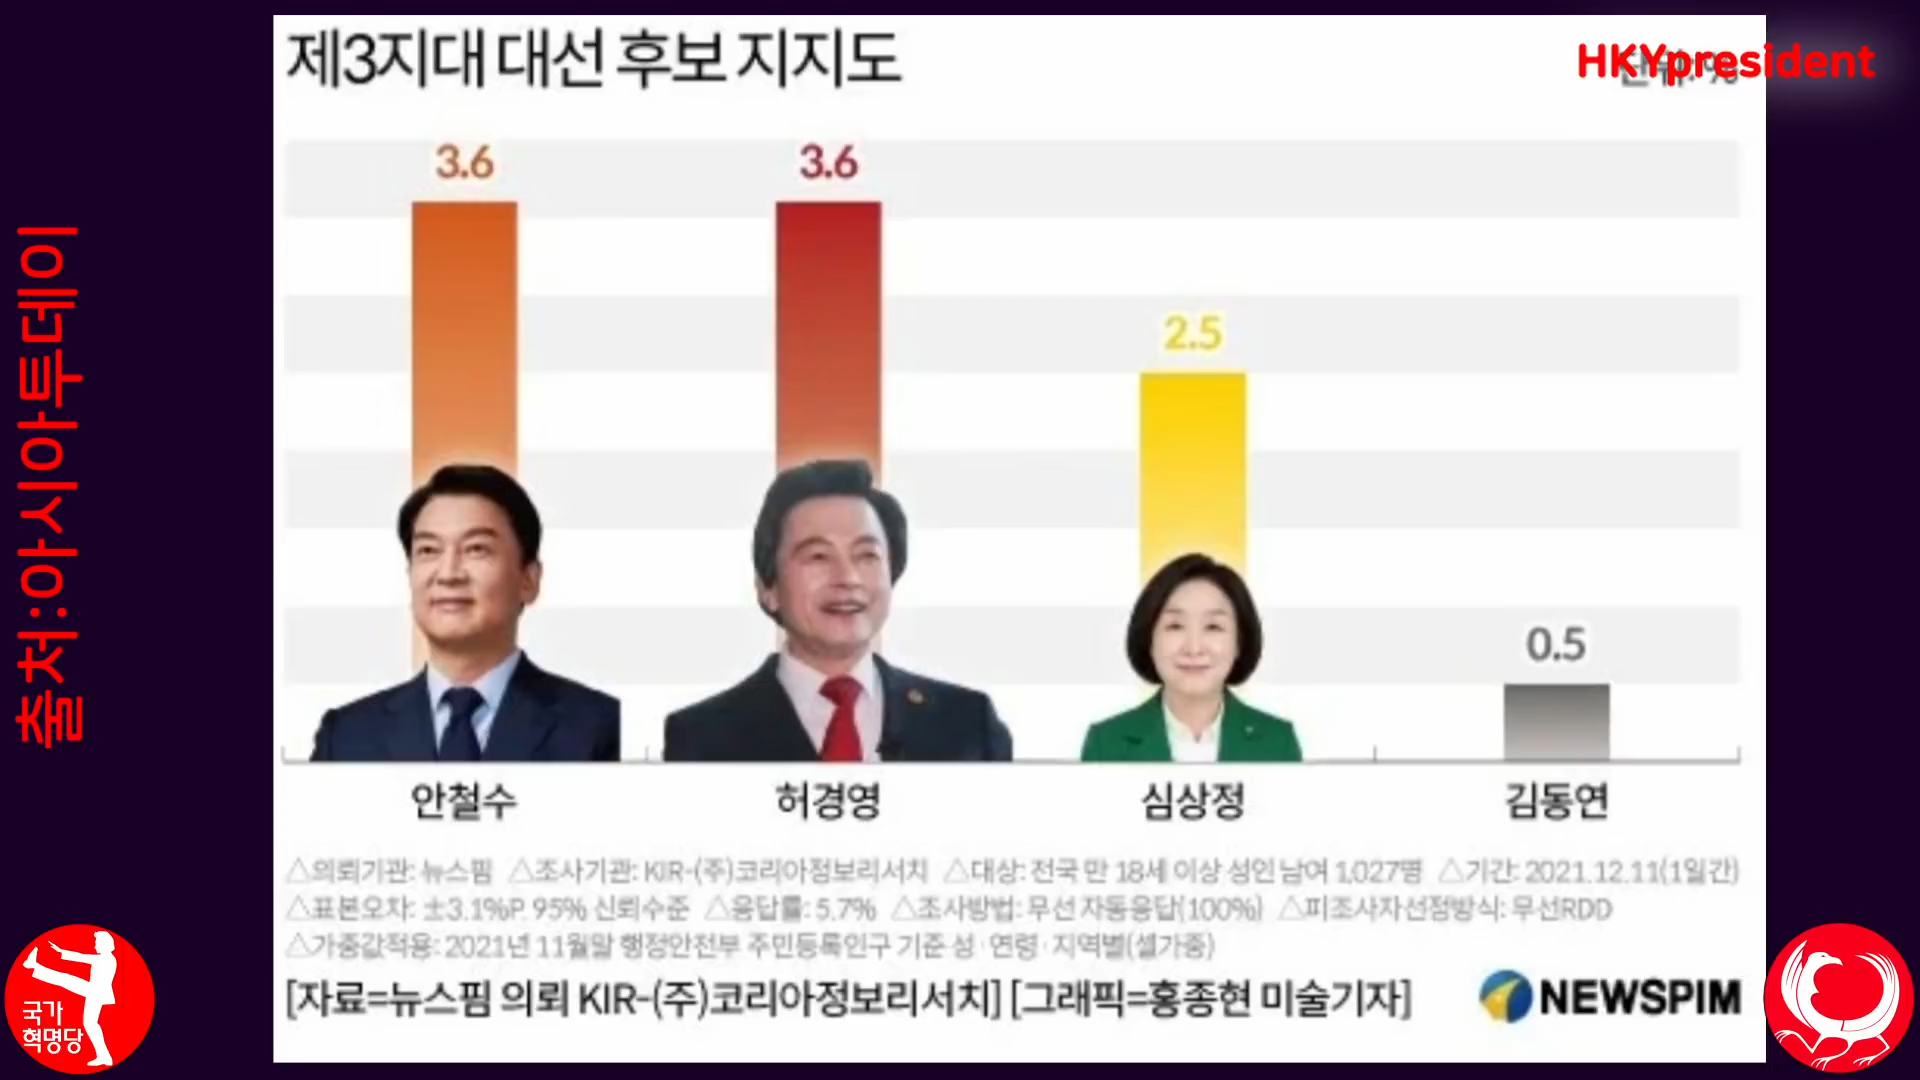 제3지대 대선 후보 지지도
HKYpresident
3.6
3.6
2.5
0.5
안철수
허경영
심상정
김동연
△의뢰기관: 뉴스핌 △조사기관: KIR-(주)코리아정보리서치 △대상: 전국 만 18세 이상 성인 남여 1,027명 △기간: 2021.12.11(1일간)
△표본오차: ±3.1%P. 95% 신뢰수준 △응답률: 5.7% △조사방법: 무선 자동응답(100%) △피조사자선정방식: 무선RDD
△가중값적용: 2021년 11월말 행정안전부 주민등록인구 기준 성·연령·지역별(셀가중)
[자료=뉴스핌 의뢰 KIR-(주)코리아정보리서치] [그래픽=홍종현 미술기자]
NEWSPIM
출처:아시아투데이
국가
혁명당